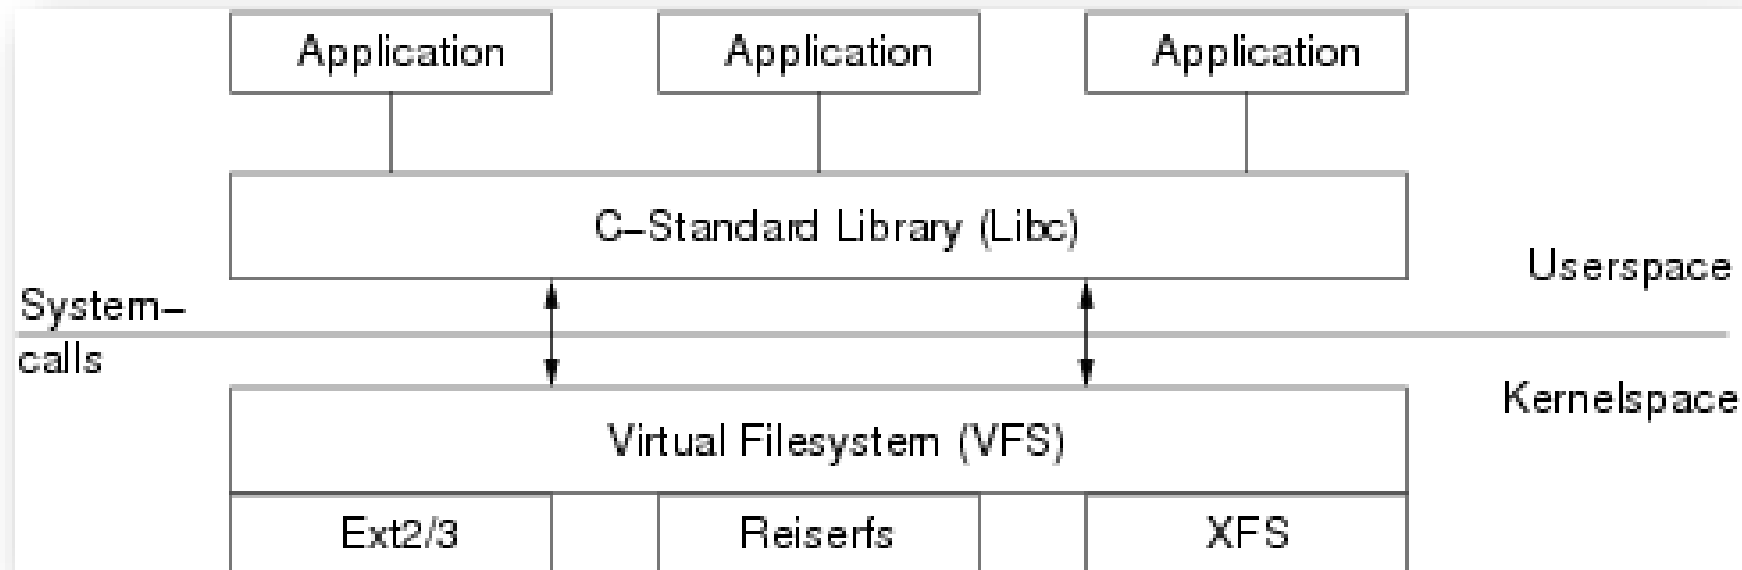 Application Application Application
C-Standard Library (Libc)
Userspace
System-
calls
Kernelspace
Virtual Filesystem (VFS)
Ext2/3 Reiserfs XFS